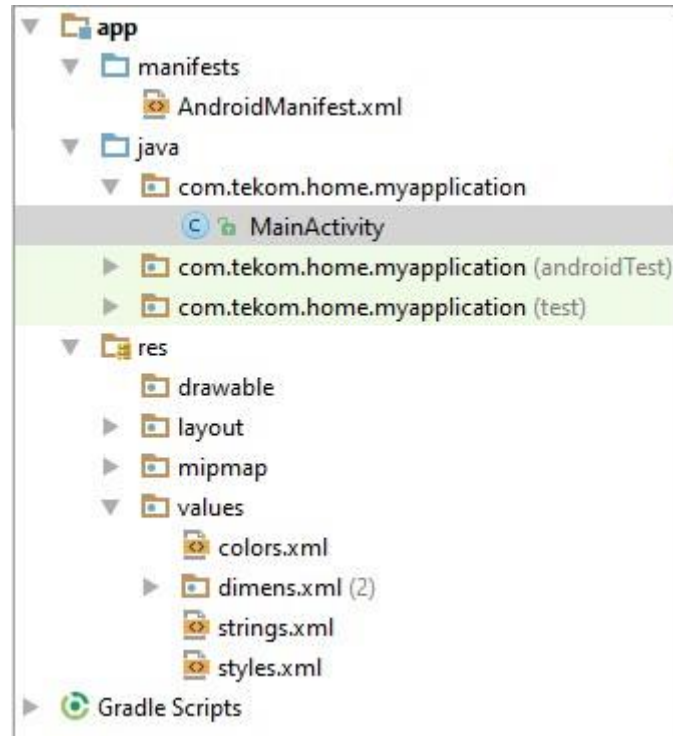 app
manifests
AndroidManifest.xml
java
com.tekom.home.myapplication
MainActivity
com.tekom.home.myapplication (androidTest)
com.tekom.home.myapplication (test)
res
drawable
layout
mipmap
values
colors.xml
dimens.xml (2)
strings.xml
styles.xml
Gradle Scripts